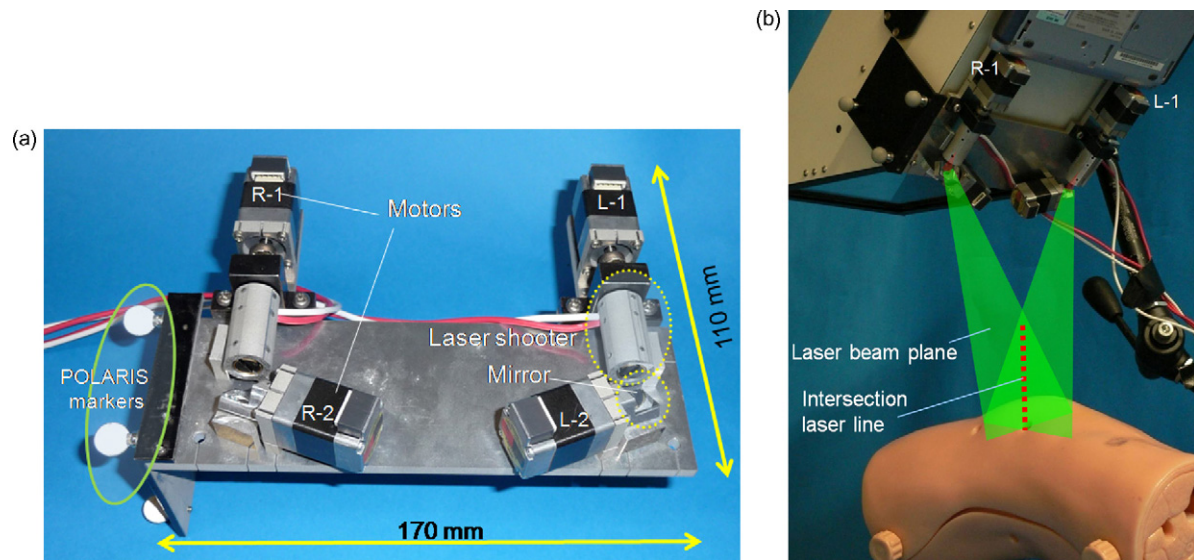 (a)
R-1
Motors
L-1
110 mm
Laser shooter
Mirror
POLARIS
markers
R-2
L-2
170 mm
(b)
R-1
L-1
Laser beam plane
Intersection
laser line